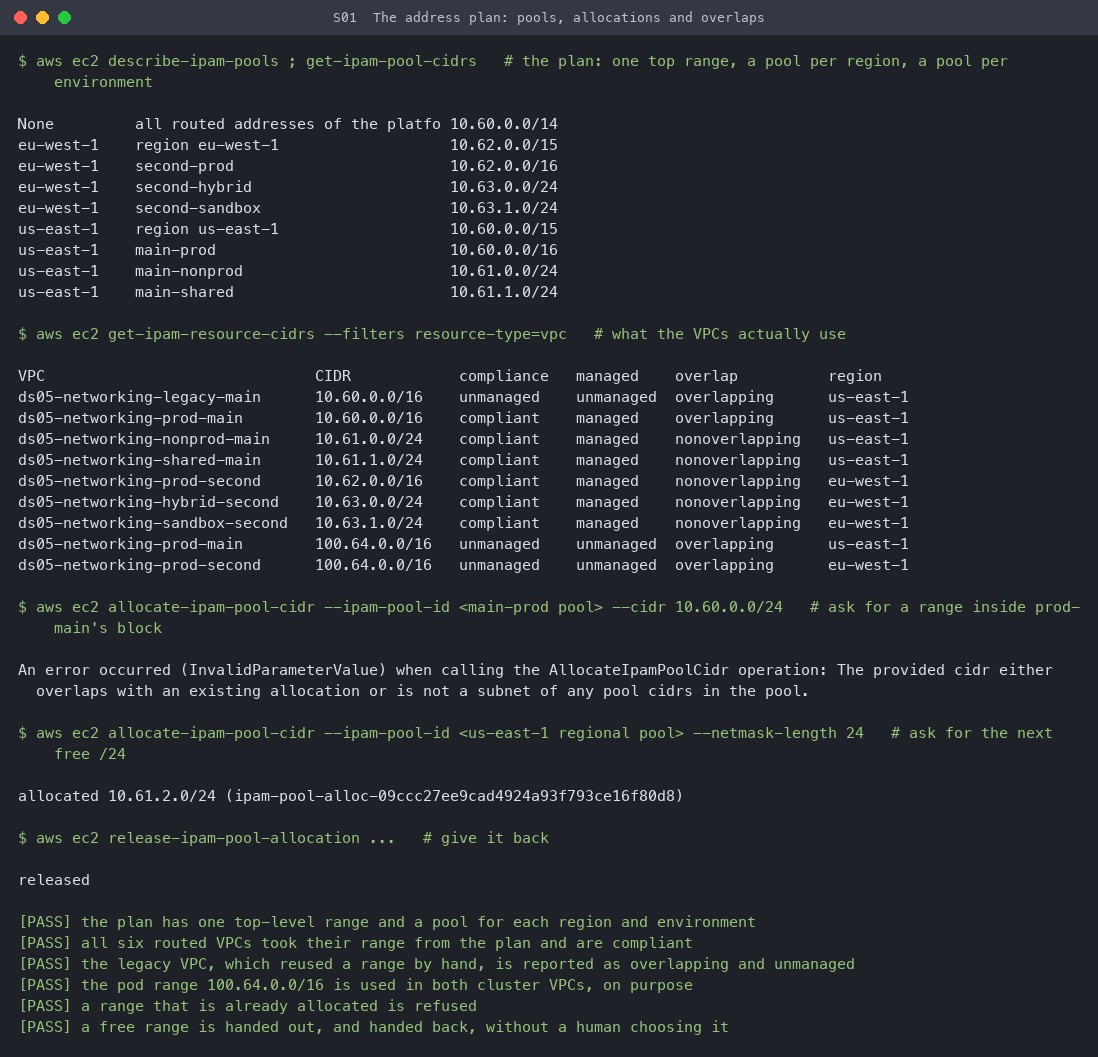 S01  The address plan: pools, allocations and overlaps
$ aws ec2 describe-ipam-pools ; get-ipam-pool-cidrs   # the plan: one top range, a pool per region, a pool per
    environment
None         all routed addresses of the platfo 10.60.0.0/14
eu-west-1    region eu-west-1                   10.62.0.0/15
eu-west-1    second-prod                        10.62.0.0/16
eu-west-1    second-hybrid                      10.63.0.0/24
eu-west-1    second-sandbox                     10.63.1.0/24
us-east-1    region us-east-1                   10.60.0.0/15
us-east-1    main-prod                          10.60.0.0/16
us-east-1    main-nonprod                       10.61.0.0/24
us-east-1    main-shared                        10.61.1.0/24
$ aws ec2 get-ipam-resource-cidrs --filters resource-type=vpc   # what the VPCs actually use
VPC                              CIDR            compliance   managed    overlap          region
ds05-networking-legacy-main      10.60.0.0/16    unmanaged    unmanaged  overlapping      us-east-1
ds05-networking-prod-main        10.60.0.0/16    compliant    managed    overlapping      us-east-1
ds05-networking-nonprod-main     10.61.0.0/24    compliant    managed    nonoverlapping   us-east-1
ds05-networking-shared-main      10.61.1.0/24    compliant    managed    nonoverlapping   us-east-1
ds05-networking-prod-second      10.62.0.0/16    compliant    managed    nonoverlapping   eu-west-1
ds05-networking-hybrid-second    10.63.0.0/24    compliant    managed    nonoverlapping   eu-west-1
ds05-networking-sandbox-second   10.63.1.0/24    compliant    managed    nonoverlapping   eu-west-1
ds05-networking-prod-main        100.64.0.0/16   unmanaged    unmanaged  overlapping      us-east-1
ds05-networking-prod-second      100.64.0.0/16   unmanaged    unmanaged  overlapping      eu-west-1
$ aws ec2 allocate-ipam-pool-cidr --ipam-pool-id <main-prod pool> --cidr 10.60.0.0/24   # ask for a range inside prod-
    main's block
An error occurred (InvalidParameterValue) when calling the AllocateIpamPoolCidr operation: The provided cidr either
  overlaps with an existing allocation or is not a subnet of any pool cidrs in the pool.
$ aws ec2 allocate-ipam-pool-cidr --ipam-pool-id <us-east-1 regional pool> --netmask-length 24   # ask for the next
    free /24
allocated 10.61.2.0/24 (ipam-pool-alloc-09ccc27ee9cad4924a93f793ce16f80d8)
$ aws ec2 release-ipam-pool-allocation ...   # give it back
released
[PASS] the plan has one top-level range and a pool for each region and environment
[PASS] all six routed VPCs took their range from the plan and are compliant
[PASS] the legacy VPC, which reused a range by hand, is reported as overlapping and unmanaged
[PASS] the pod range 100.64.0.0/16 is used in both cluster VPCs, on purpose
[PASS] a range that is already allocated is refused
[PASS] a free range is handed out, and handed back, without a human choosing it